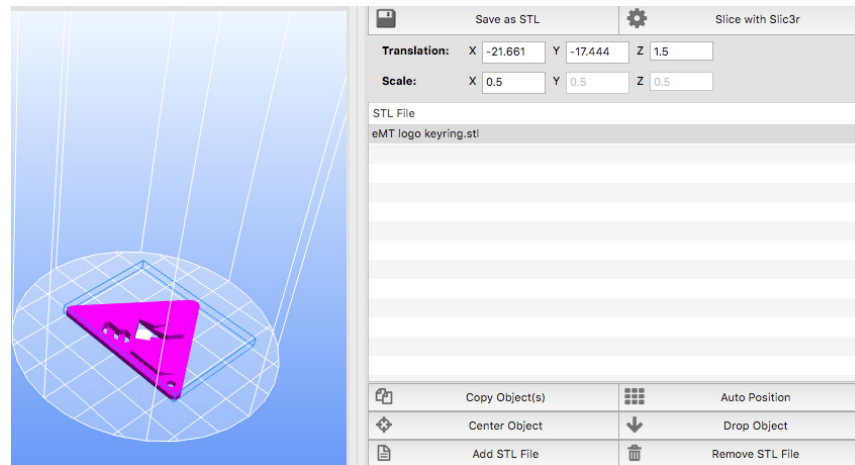 Save as STL Slice with Slic3r
Translation: X -21.661 Y -17.444 Z 1.5
Scale: X 0.5 Y 0.5 Z 0.5
STL File
eMT logo keyring.stl
Copy Object(s) Auto Position
Center Object Drop Object
Add STL File Remove STL File